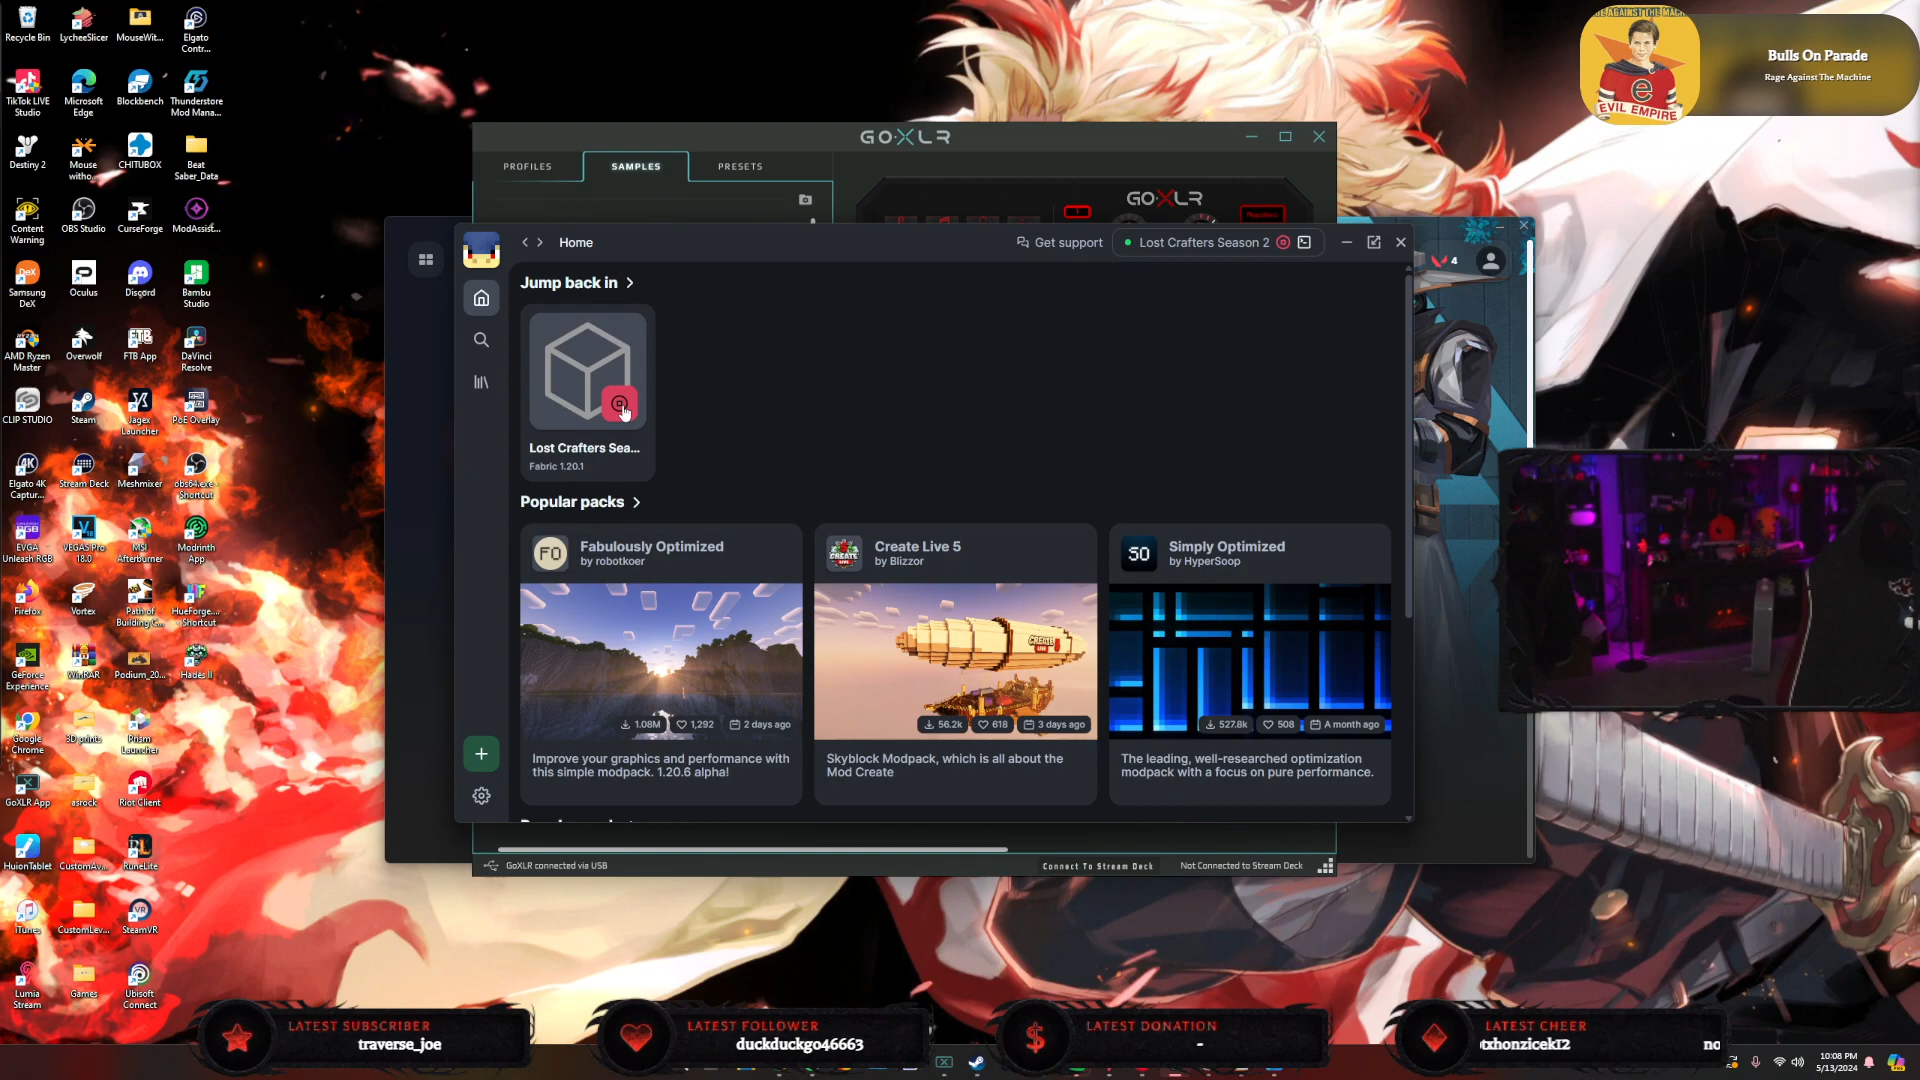 Recycle Bin
LycheeSlicer
MouseWit...
Elgato
Contr...
TikTok LIVE
Studio
Microsoft
Edge
Blockbench
Thunderstore
Mod Mana...
Destiny 2
Mouse
witho...
CHITUBOX
Beat
Saber_Data
Content
Warning
OBS Studio
CurseForge
ModAssist...
Samsung
DeX
Oculus
Discord
Bambu
Studio
AMD Ryzen
Master
Overwolf
FTB App
DaVinci
Resolve
CLIP STUDIO
Steam
Jagex
Launcher
PoE Overlay
Elgato 4K
Captur...
Stream Deck
Meshmixer
obs64.exe -
Shortcut
EVGA
Unleash RGB
VEGAS Pro
18.0
MSI
Afterburner
Modrinth
App
Firefox
Vortex
Path of
Building C...
HueForge....
- Shortcut
GeForce
Experience
WinRAR
Podium_20...
Hades II
Google
Chrome
3D prints
Prism
Launcher
GoXLR App
asrock
Riot Client
HuionTablet
CustomAv...
RuneLite
iTunes
CustomLev...
SteamVR
Lumia
Stream
Games
Ubisoft
Connect
GO XLR
PROFILES
SAMPLES
PRESETS
GO XLR
Home
Get support
Lost Crafters Season 2
Jump back in
Lost Crafters Sea...
Fabric 1.20.1
Popular packs
FO
Fabulously Optimized
by robotkoer
1.08M
1,292
2 days ago
Improve your graphics and performance with
this simple modpack. 1.20.6 alpha!
CREATE LIVE
Create Live 5
by Blizzor
CREATE
LIVE
56.2k
618
3 days ago
Skyblock Modpack, which is all about the
Mod Create
SO
Simply Optimized
by HyperSoop
527.8k
508
A month ago
The leading, well-researched optimization
modpack with a focus on pure performance.
GoXLR connected via USB
Connect To Stream Deck
Not Connected to Stream Deck
4
EVIL EMPIRE
Bulls On Parade
Rage Against The Machine
LATEST SUBSCRIBER
traverse_joe
LATEST FOLLOWER
duckduckgo46663
LATEST DONATION
-
LATEST CHEER
txhonzicek12
no
10:08 PM
5/13/2024